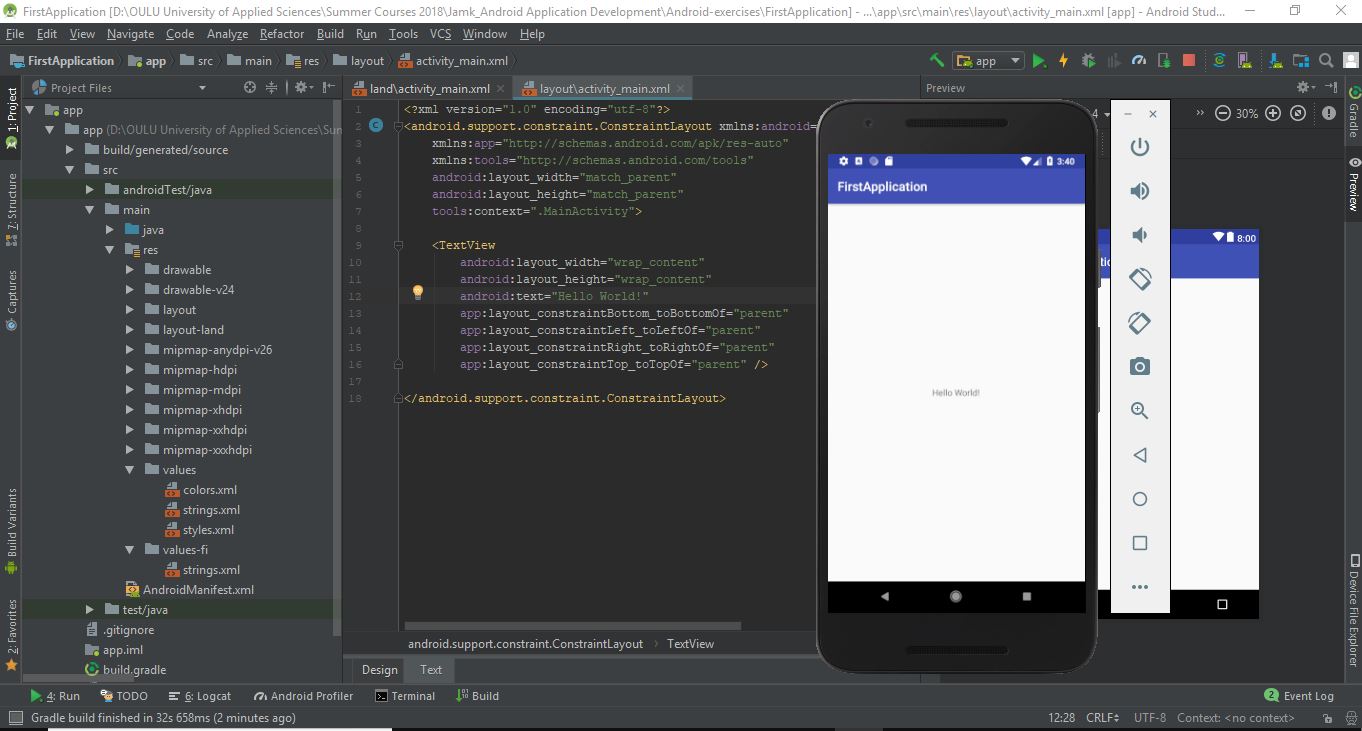 FirstApplication [D:\OULU University of Applied Sciences\Summer Courses 2018\Jamk_Android Application Development\Android-exercises\FirstApplication] - ...\app\src\main\res\layout\activity_main.xml [app] - Android Stud...
File Edit View Navigate Code Analyze Refactor Build Run Tools VCS Window Help
FirstApplication app src main res layout activity_main.xml app
1: Project
7: Structure
Captures
Build Variants
2: Favorites
Project Files
app
app (D:\OULU University of Applied Sciences\Sum
build/generated/source
src
androidTest/java
main
java
res
drawable
drawable-v24
layout
layout-land
mipmap-anydpi-v26
mipmap-hdpi
mipmap-mdpi
mipmap-xhdpi
mipmap-xxhdpi
mipmap-xxxhdpi
values
colors.xml
strings.xml
styles.xml
values-fi
strings.xml
AndroidManifest.xml
test/java
.gitignore
app.iml
build.gradle
land\activity_main.xml layout\activity_main.xml
1 <?xml version="1.0" encoding="utf-8"?>
2 <android.support.constraint.ConstraintLayout xmlns:android=
3 xmlns:app="http://schemas.android.com/apk/res-auto"
4 xmlns:tools="http://schemas.android.com/tools"
5 android:layout_width="match_parent"
6 android:layout_height="match_parent"
7 tools:context=".MainActivity">
8
9 <TextView
10 android:layout_width="wrap_content"
11 android:layout_height="wrap_content"
12 android:text="Hello World!"
13 app:layout_constraintBottom_toBottomOf="parent"
14 app:layout_constraintLeft_toLeftOf="parent"
15 app:layout_constraintRight_toRightOf="parent"
16 app:layout_constraintTop_toTopOf="parent" />
17
18 </android.support.constraint.ConstraintLayout>
android.support.constraint.ConstraintLayout TextView
Design Text
Preview
4 30%
3:40
FirstApplication
Hello World!
8:00
Gradle
Preview
Device File Explorer
4: Run TODO 6: Logcat Android Profiler Terminal Build 2 Event Log
Gradle build finished in 32s 658ms (2 minutes ago) 12:28 CRLF UTF-8 Context: <no context>